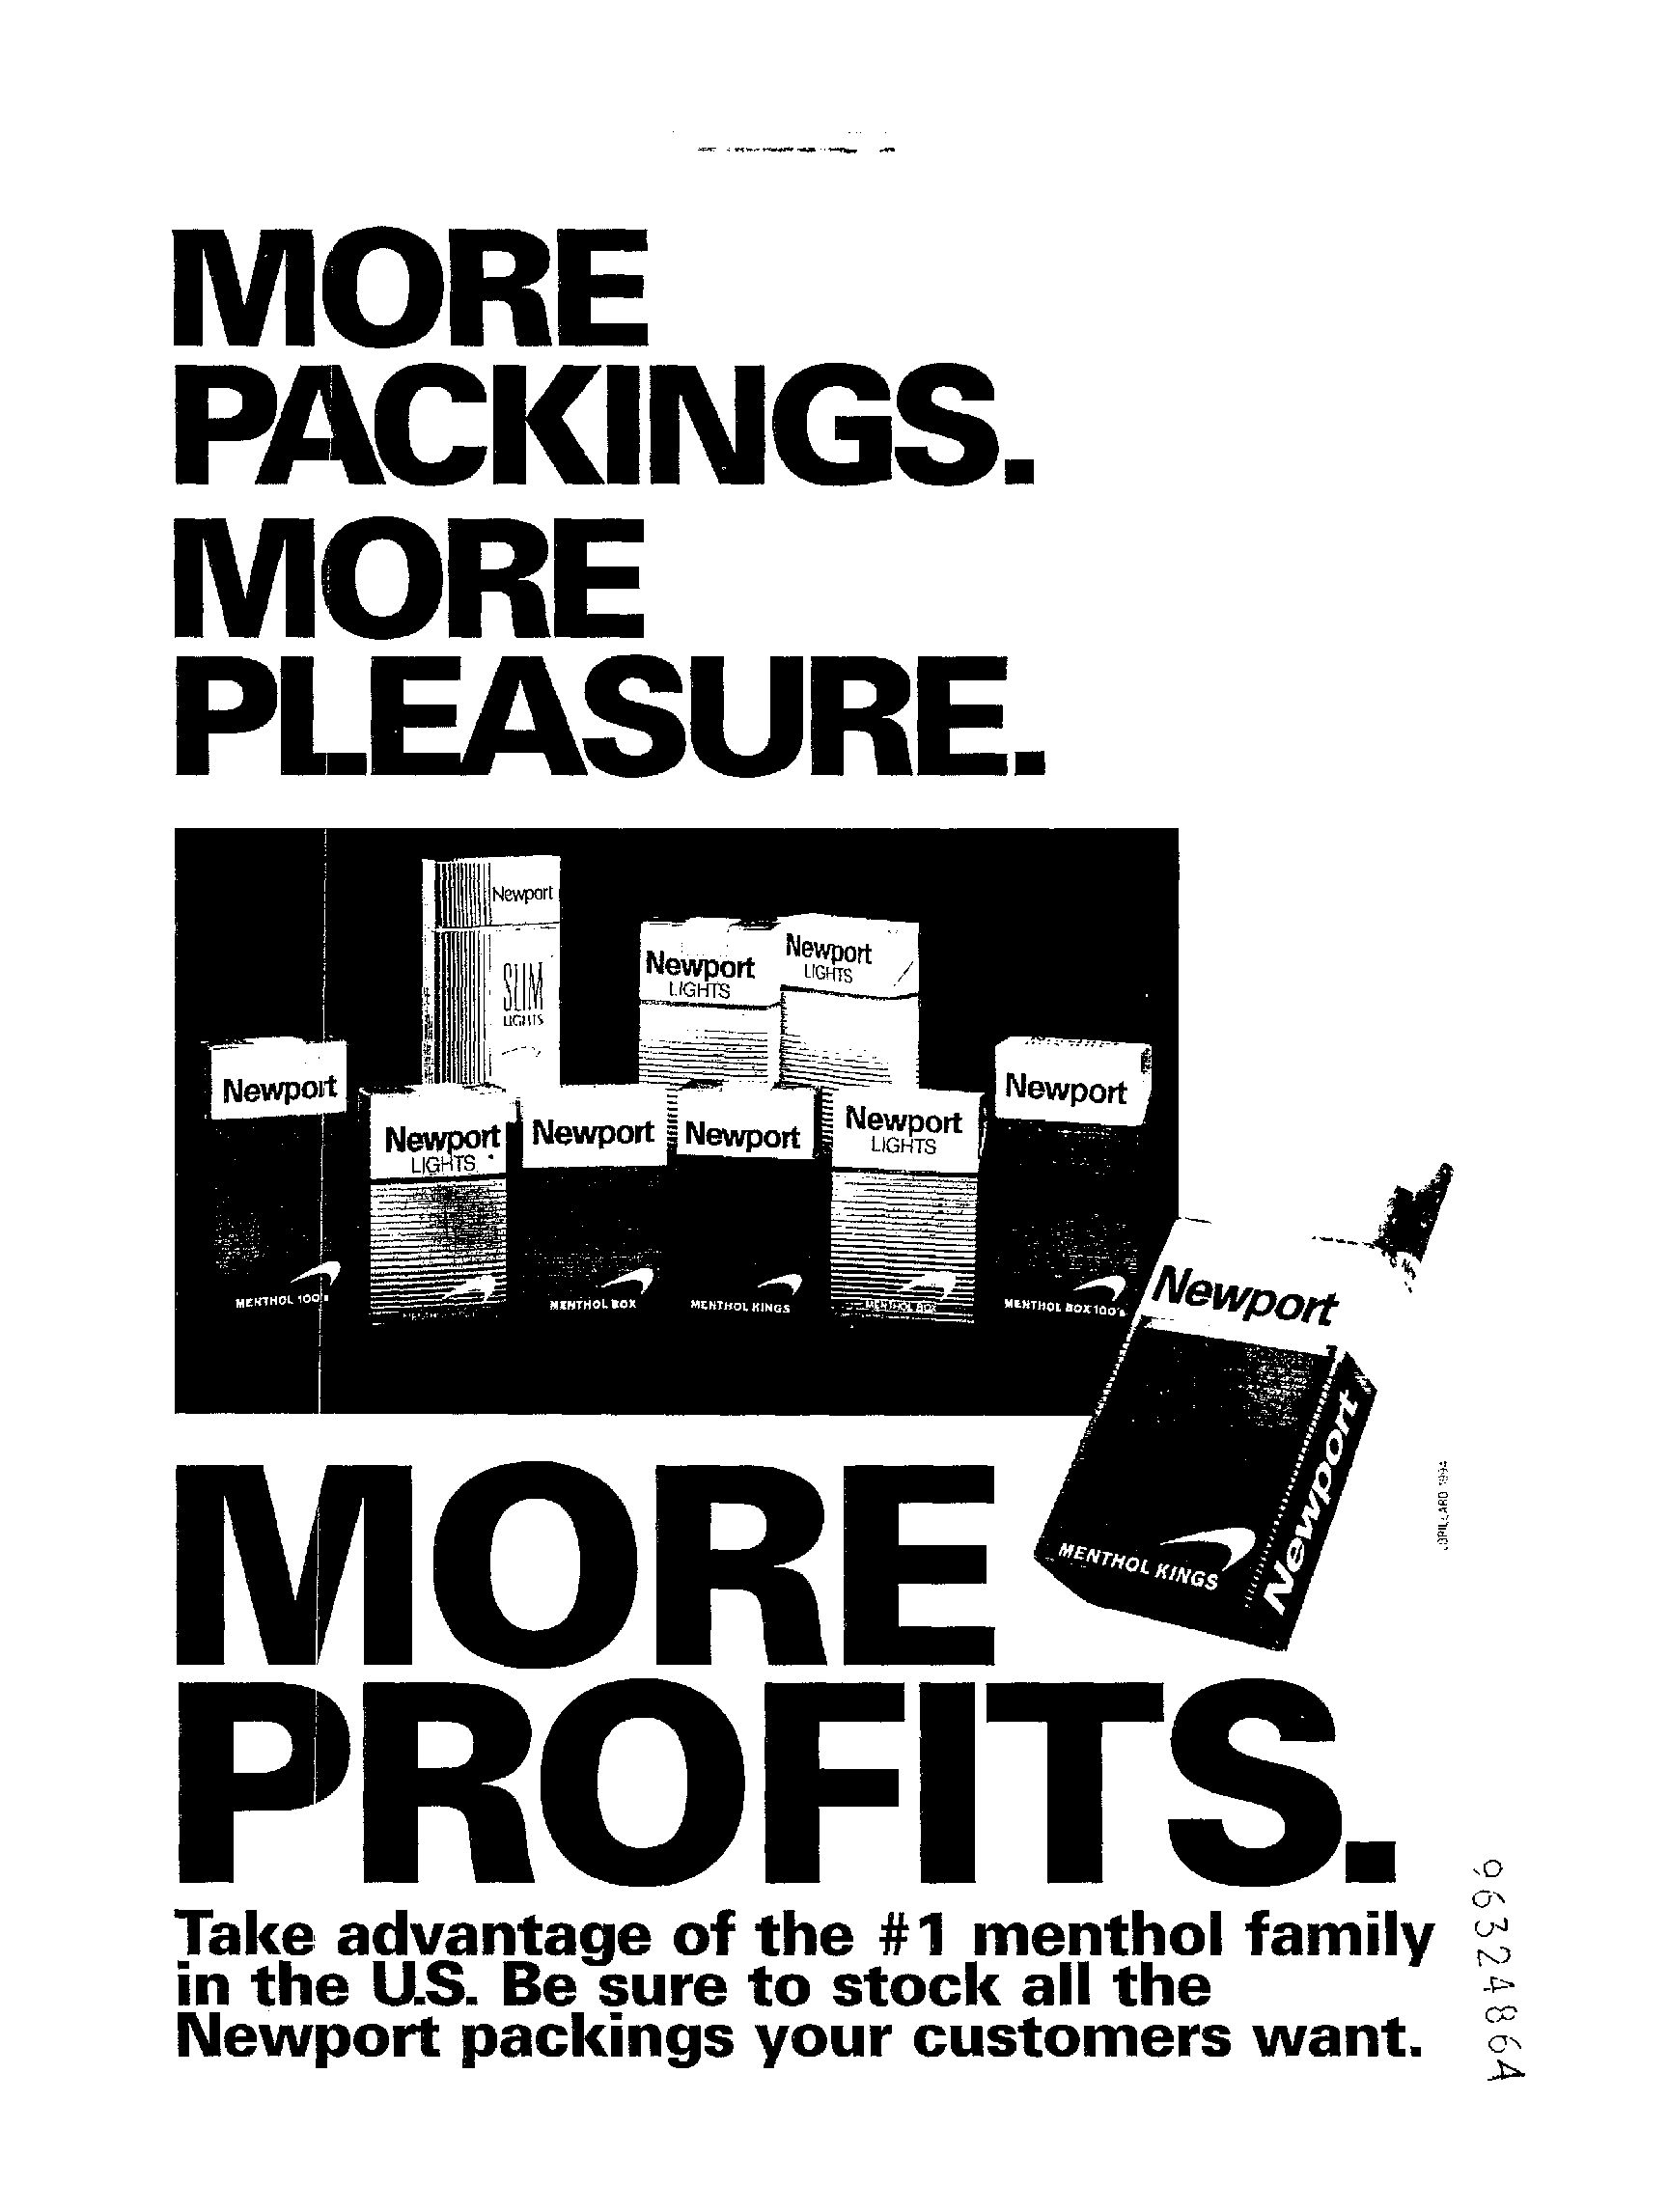 MORE
PACKINGS.
MORE
PLEASURE.
Newport
SLIM
LIGHTS
Newport
LIGHTS
Newport
LIGHTS
Newport
MENTHOL 100's
Newport
LIGHTS
Newport
MENTHOL BOX
Newport
MENTHOL KINGS
Newport
LIGHTS
MENTHOL BOX
Newport
MENTHOL BOX 100's
Newport
MENTHOL KINGS
Newport
LORILLARD 1994
MORE
PROFITS.
Take advantage of the #1 menthol family
in the U.S. Be sure to stock all the
Newport packings your customers want.
96324864